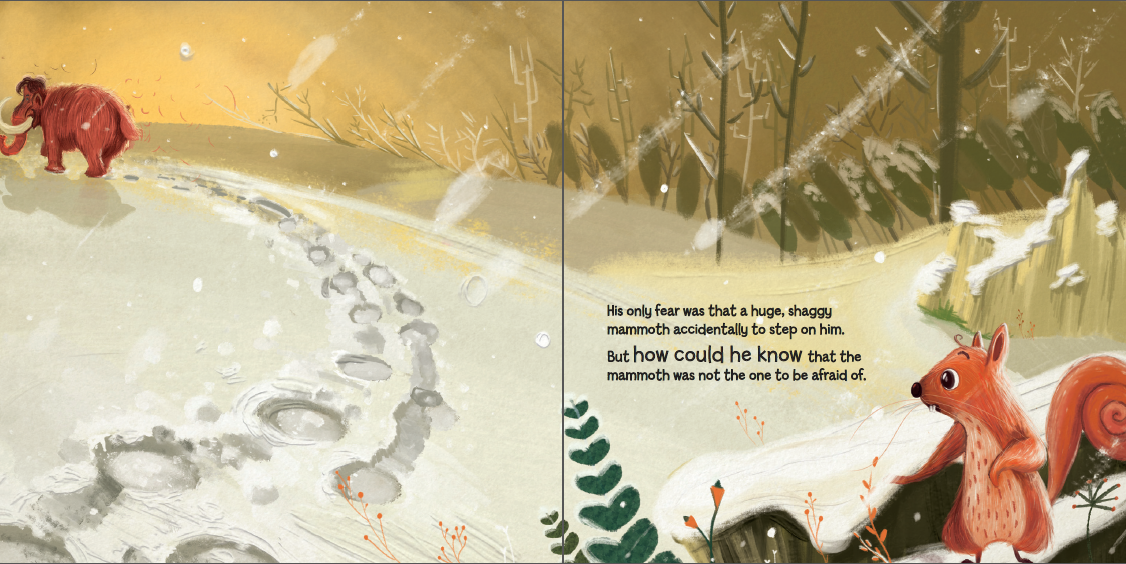 His only fear was that a huge, shaggy
mammoth accidentally to step on him.
But how could he know that the
mammoth was not the one to be afraid of.